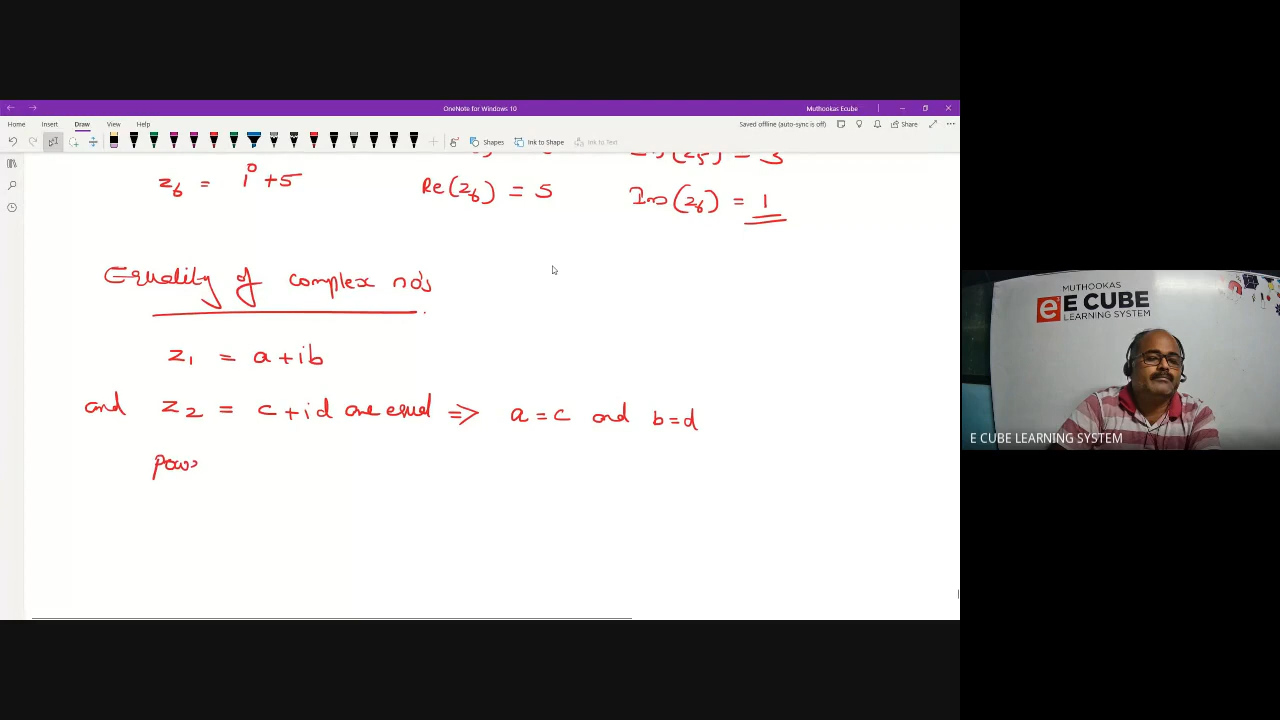 OneNote for Windows 10
Muthookas Ecube
Home Insert Draw View Help
Saved offline (auto-sync is off) Share
Shapes Ink to Shape Ink to Text
z6 = i+5 Re(z6) = 5 Im(z6) = 1
Equality of complex no's
z1 = a+ib
and z2 = c+id are equal => a=c and b=d
MUTHOOKAS
e3 E CUBE
LEARNING SYSTEM
E CUBE LEARNING SYSTEM